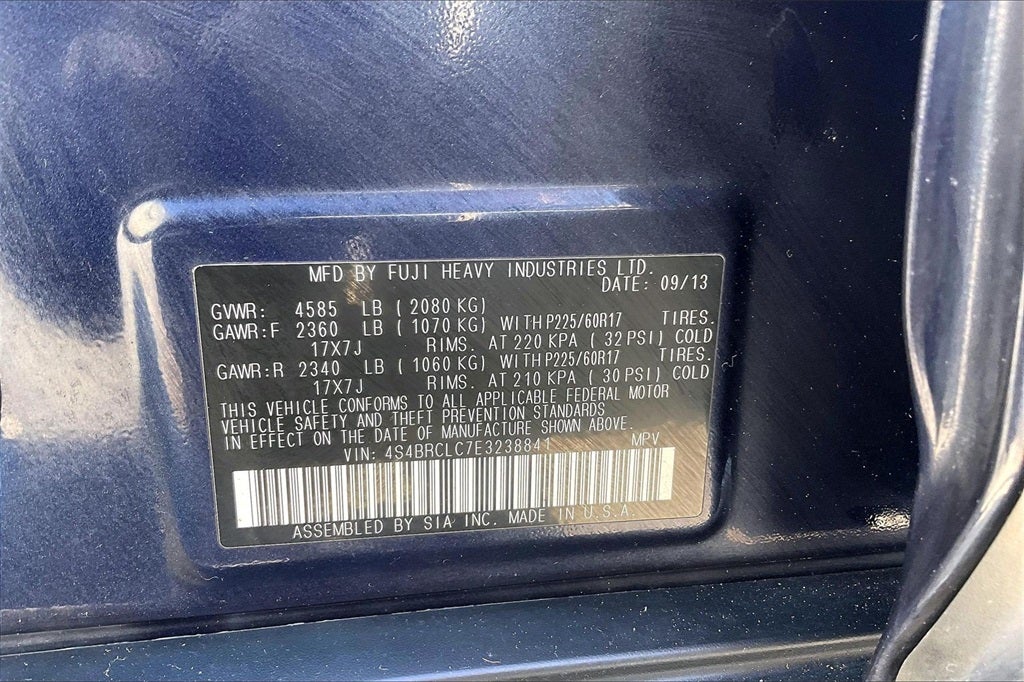 MFD BY FUJI HEAVY INDUSTRIES LTD.
DATE: 09/13
GVWR: 4585 LB ( 2080 KG)
GAWR:F 2360 LB ( 1070 KG) WITH P225/60R17 TIRES.
17X7J RIMS. AT 220 KPA ( 32 PSI) COLD
GAWR:R 2340 LB ( 1060 KG) WITH P225/60R17 TIRES.
17X7J RIMS. AT 210 KPA ( 30 PSI) COLD
THIS VEHICLE CONFORMS TO ALL APPLICABLE FEDERAL MOTOR
VEHICLE SAFETY AND THEFT PREVENTION STANDARDS
IN EFFECT ON THE DATE OF MANUFACTURE SHOWN ABOVE.
VIN: 4S4BRCLC7E3238841 MPV
ASSEMBLED BY SIA INC. MADE IN U.S.A.